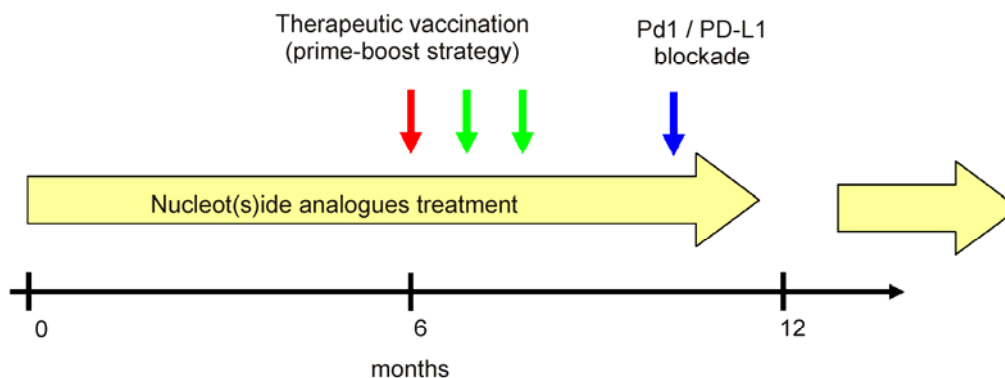 Therapeutic vaccination
(prime-boost strategy)
Pd1 / PD-L1
blockade
Nucleot(s)ide analogues treatment
0
6
12
months